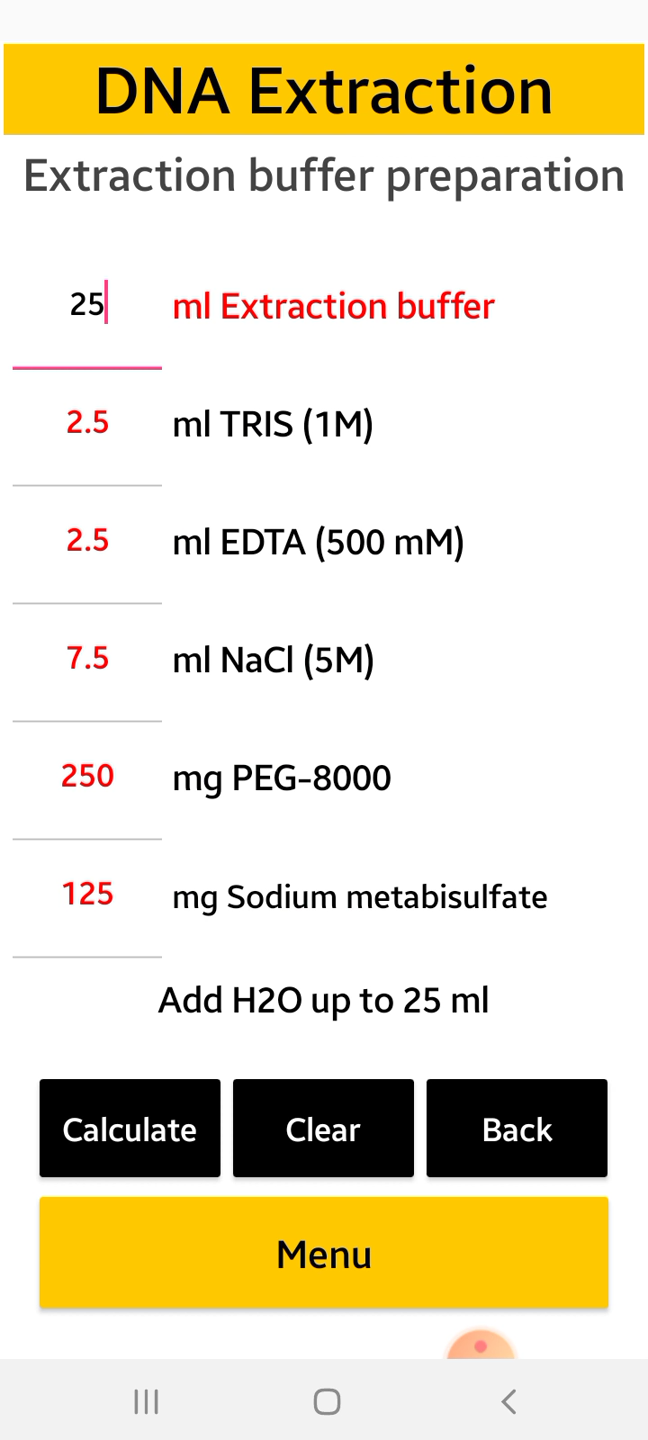 DNA Extraction
Extraction buffer preparation
25 ml Extraction buffer
2.5 ml TRIS (1M)
2.5 ml EDTA (500 mM)
7.5 ml NaCl (5M)
250 mg PEG-8000
125 mg Sodium metabisulfate
Add H2O up to 25 ml
Calculate Clear Back
Menu